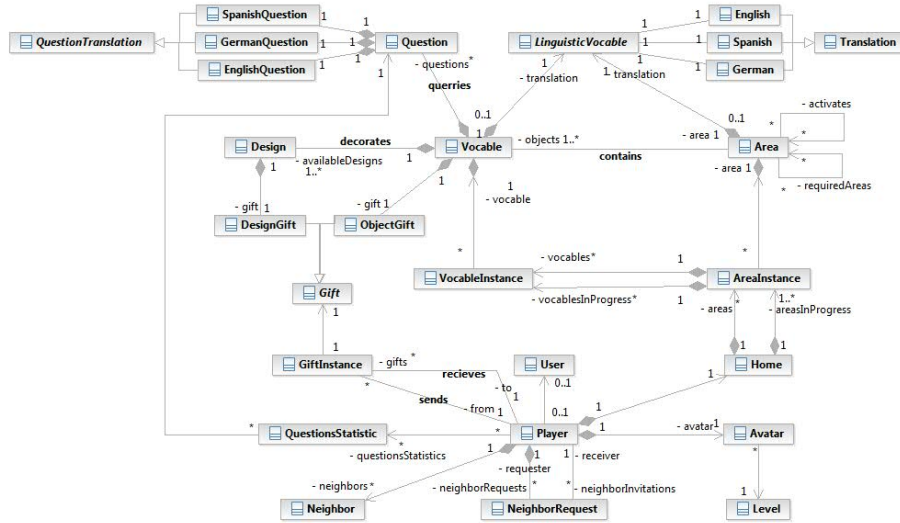 SpanishQuestion 1 1
QuestionTranslation
GermanQuestion 1 1
Question
EnglishQuestion 1 1 1
- questions*
querries
LinguisticVocable
1 1 English
1 1 Spanish
1 1 German
Translation
1 - translation
1 translation
0..1 1
0..1
- activates
* *
Design
decorates
- availableDesigns 1
1..*
Vocable
- objects 1..*
contains
- area 1
Area
- area 1
*
* - requiredAreas
1
1
- gift 1
- gift 1
DesignGift
ObjectGift
1
- vocable
*
*
- vocables* 1
VocableInstance
AreaInstance
- vocablesInProgress* 1
Gift
1
- areas *
1..*
- areasInProgress
1
1 1
GiftInstance
- gifts *
recieves
- to
1
User
0..1
Home
1
*
sends
- from 1
0..1
1
* QuestionsStatistic
*
Player
1
- avatar 1
Avatar
*
- questionsStatistics
1
1
- requester
1 - receiver
*
- neighbors*
- neighborRequests *
* - neighborInvitations
1
Neighbor
NeighborRequest
Level